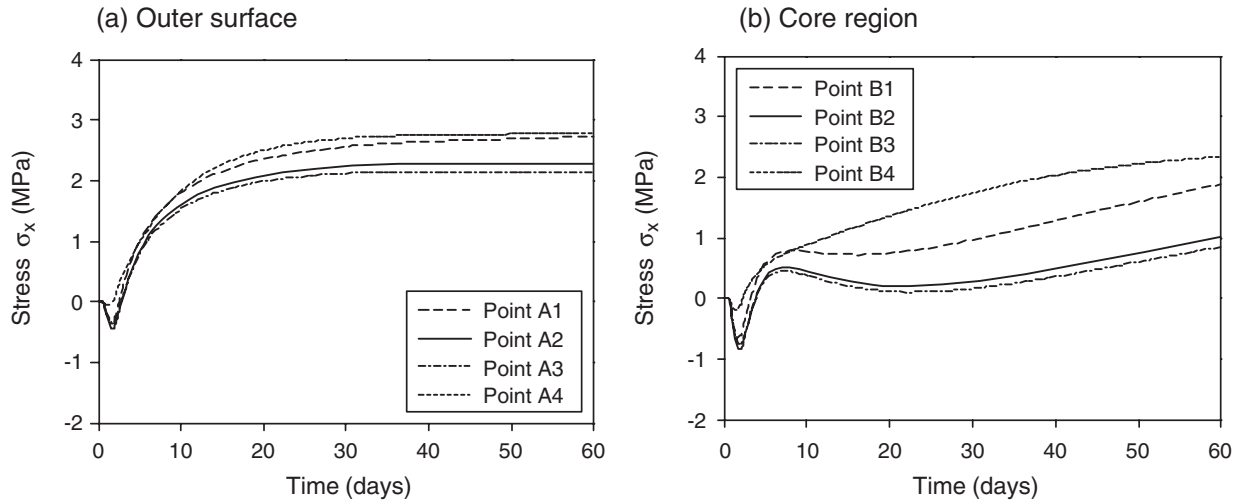 (a) Outer surface
Stress σx (MPa)
4
3
2
1
0
-1
-2
0 10 20 30 40 50 60
Time (days)
Point A1
Point A2
Point A3
Point A4
(b) Core region
Stress σx (MPa)
4
3
2
1
0
-1
-2
0 10 20 30 40 50 60
Time (days)
Point B1
Point B2
Point B3
Point B4